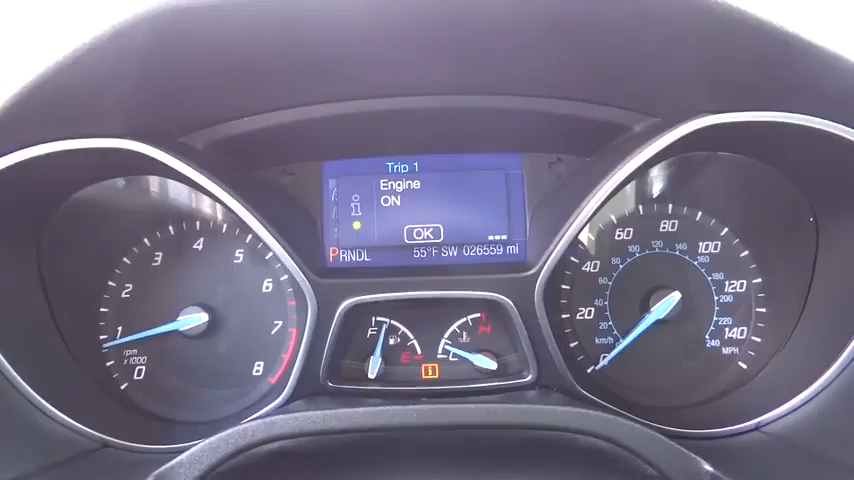 Trip 1
Engine
ON
i
OK
PRNDL 55°F SW 026559 mi
0
1
2
3
4
5
6
7
8
rpm
x 1000
F
E
H
C
i
0
20
40
60
80
100
120
140
MPH
20
40
60
80
100
120
140
160
180
200
220
240
km/h